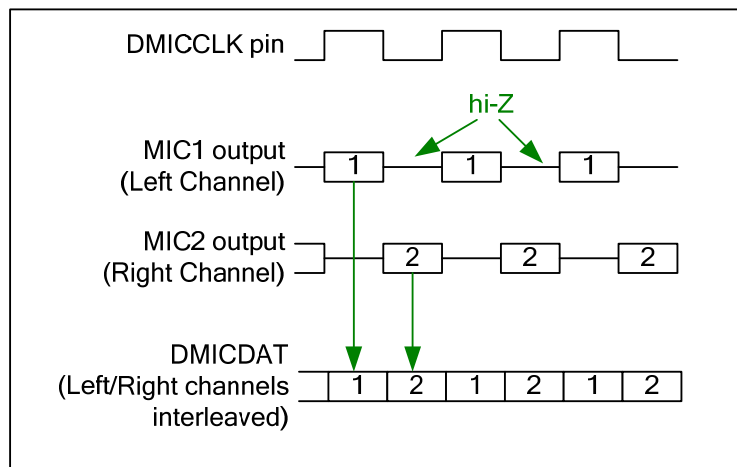 DMICCLK pin
hi-Z
MIC1 output
(Left Channel)
1 1 1
MIC2 output
(Right Channel)
2 2 2
DMICDAT
(Left/Right channels
interleaved)
1 2 1 2 1 2